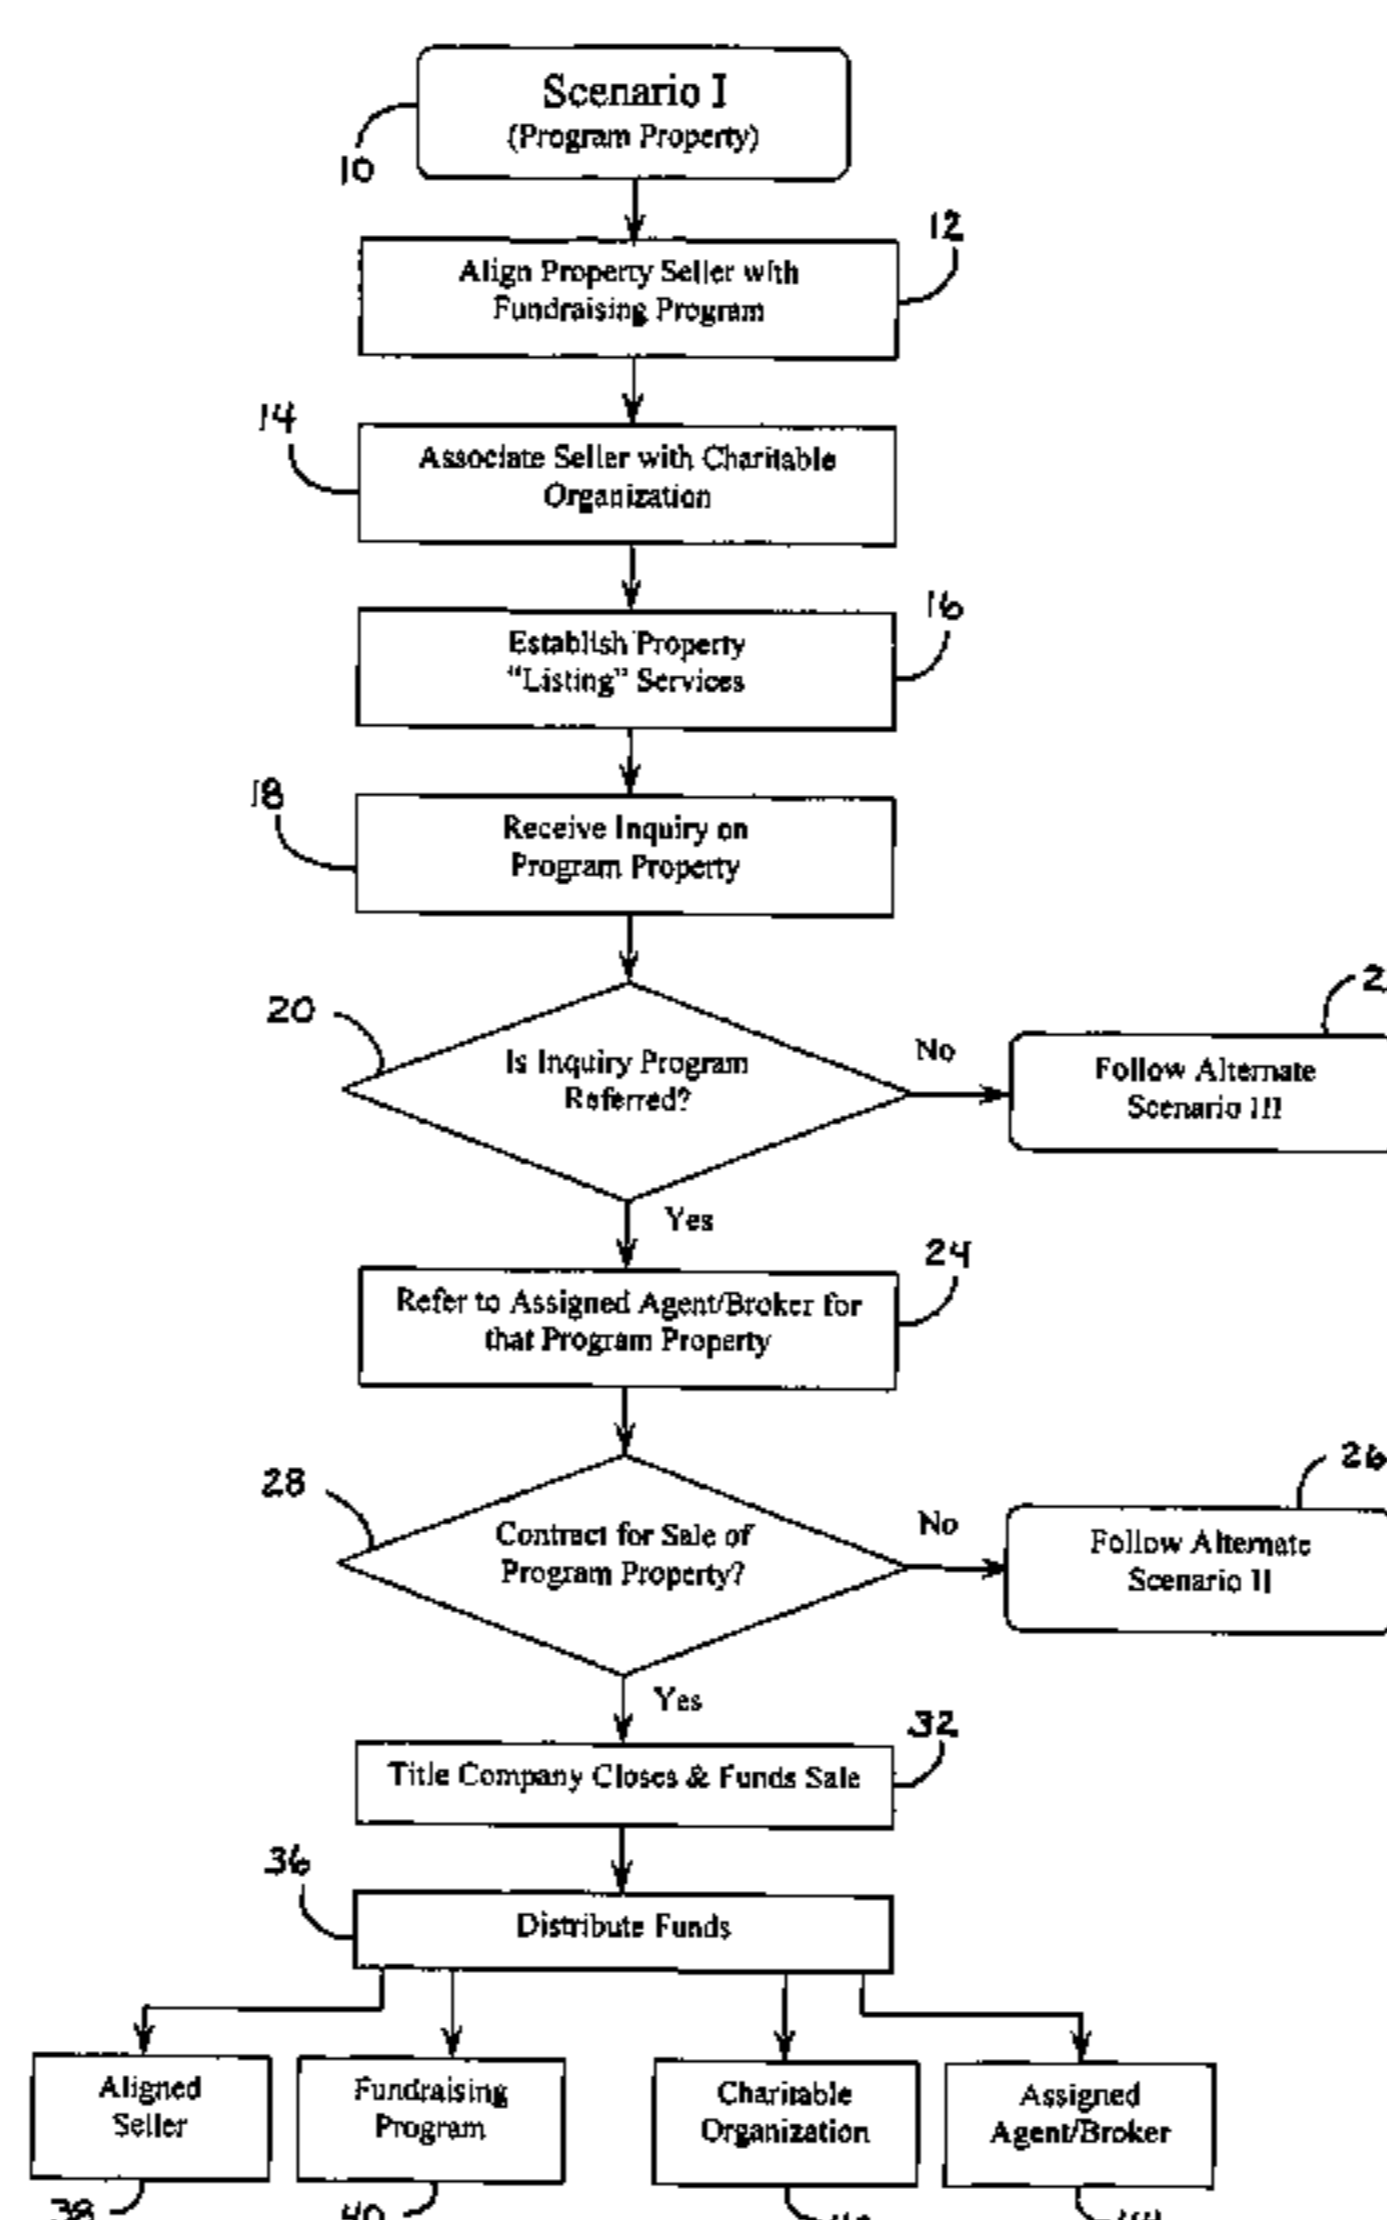 Scenario I
(Program Property)
10
12
Align Property Seller with
Fundraising Program
14
Associate Seller with Charitable
Organization
16
Establish Property
“Listing” Services
18
Receive Inquiry on
Program Property
20
Is Inquiry Program
Referred?
No
Follow Alternate
Scenario III
Yes
24
Refer to Assigned Agent/Broker for
that Program Property
28
26
Contract for Sale of
Program Property?
No
Follow Alternate
Scenario II
Yes
32
Title Company Closes & Funds Sale
36
Distribute Funds
Aligned
Seller
Fundraising
Program
Charitable
Organization
Assigned
Agent/Broker
38
40